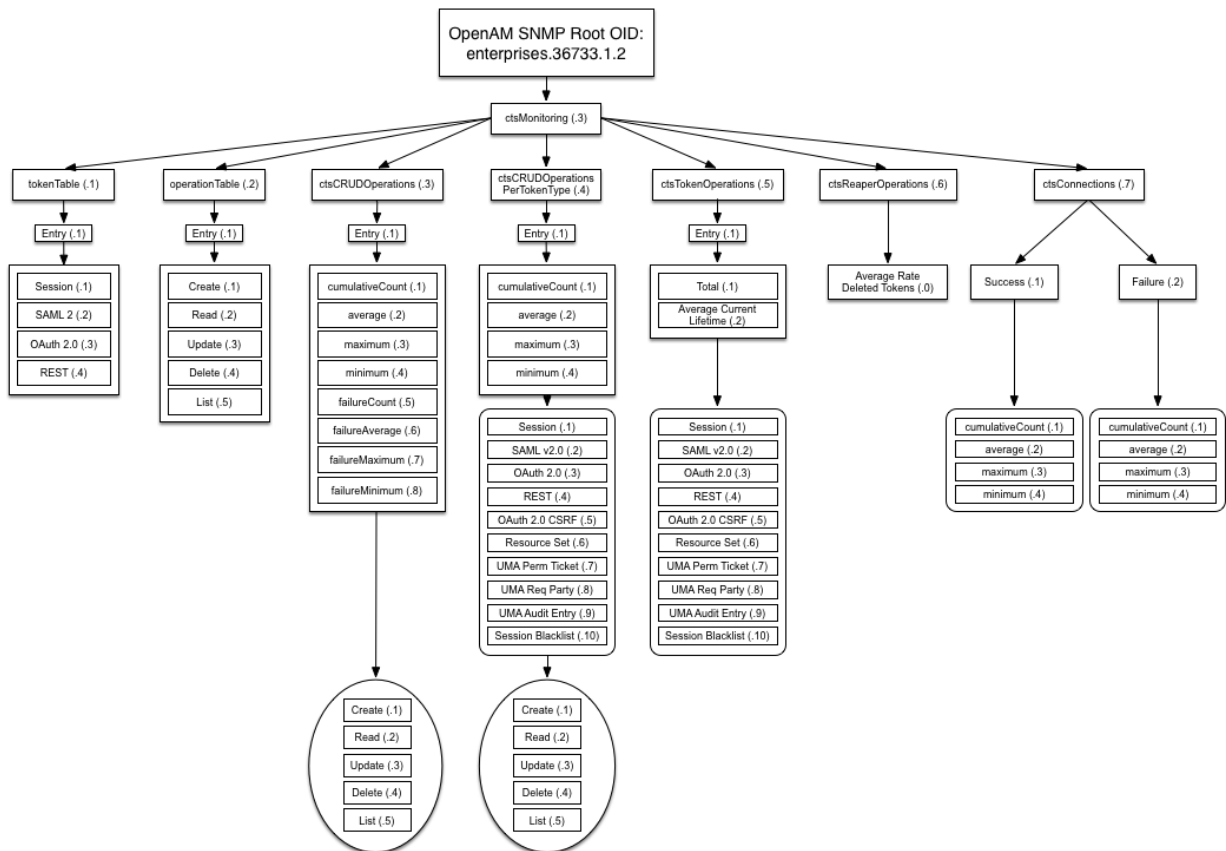 OpenAM SNMP Root OID:
enterprises.36733.1.2
ctsMonitoring (.3)
tokenTable (.1)
operationTable (.2)
ctsCRUDOperations (.3)
ctsCRUDOperations
PerTokenType (.4)
ctsTokenOperations (.5)
ctsReaperOperations (.6)
ctsConnections (.7)
Entry (.1)
Entry (.1)
Entry (.1)
Entry (.1)
Entry (.1)
Session (.1)
SAML 2 (.2)
OAuth 2.0 (.3)
REST (.4)
Create (.1)
Read (.2)
Update (.3)
Delete (.4)
List (.5)
cumulativeCount (.1)
average (.2)
maximum (.3)
minimum (.4)
failureCount (.5)
failureAverage (.6)
failureMaximum (.7)
failureMinimum (.8)
cumulativeCount (.1)
average (.2)
maximum (.3)
minimum (.4)
Total (.1)
Average Current
Lifetime (.2)
Average Rate
Deleted Tokens (.0)
Success (.1)
Failure (.2)
Session (.1)
SAML v2.0 (.2)
OAuth 2.0 (.3)
REST (.4)
OAuth 2.0 CSRF (.5)
Resource Set (.6)
UMA Perm Ticket (.7)
UMA Req Party (.8)
UMA Audit Entry (.9)
Session Blacklist (.10)
Session (.1)
SAML v2.0 (.2)
OAuth 2.0 (.3)
REST (.4)
OAuth 2.0 CSRF (.5)
Resource Set (.6)
UMA Perm Ticket (.7)
UMA Req Party (.8)
UMA Audit Entry (.9)
Session Blacklist (.10)
cumulativeCount (.1)
average (.2)
maximum (.3)
minimum (.4)
cumulativeCount (.1)
average (.2)
maximum (.3)
minimum (.4)
Create (.1)
Read (.2)
Update (.3)
Delete (.4)
List (.5)
Create (.1)
Read (.2)
Update (.3)
Delete (.4)
List (.5)